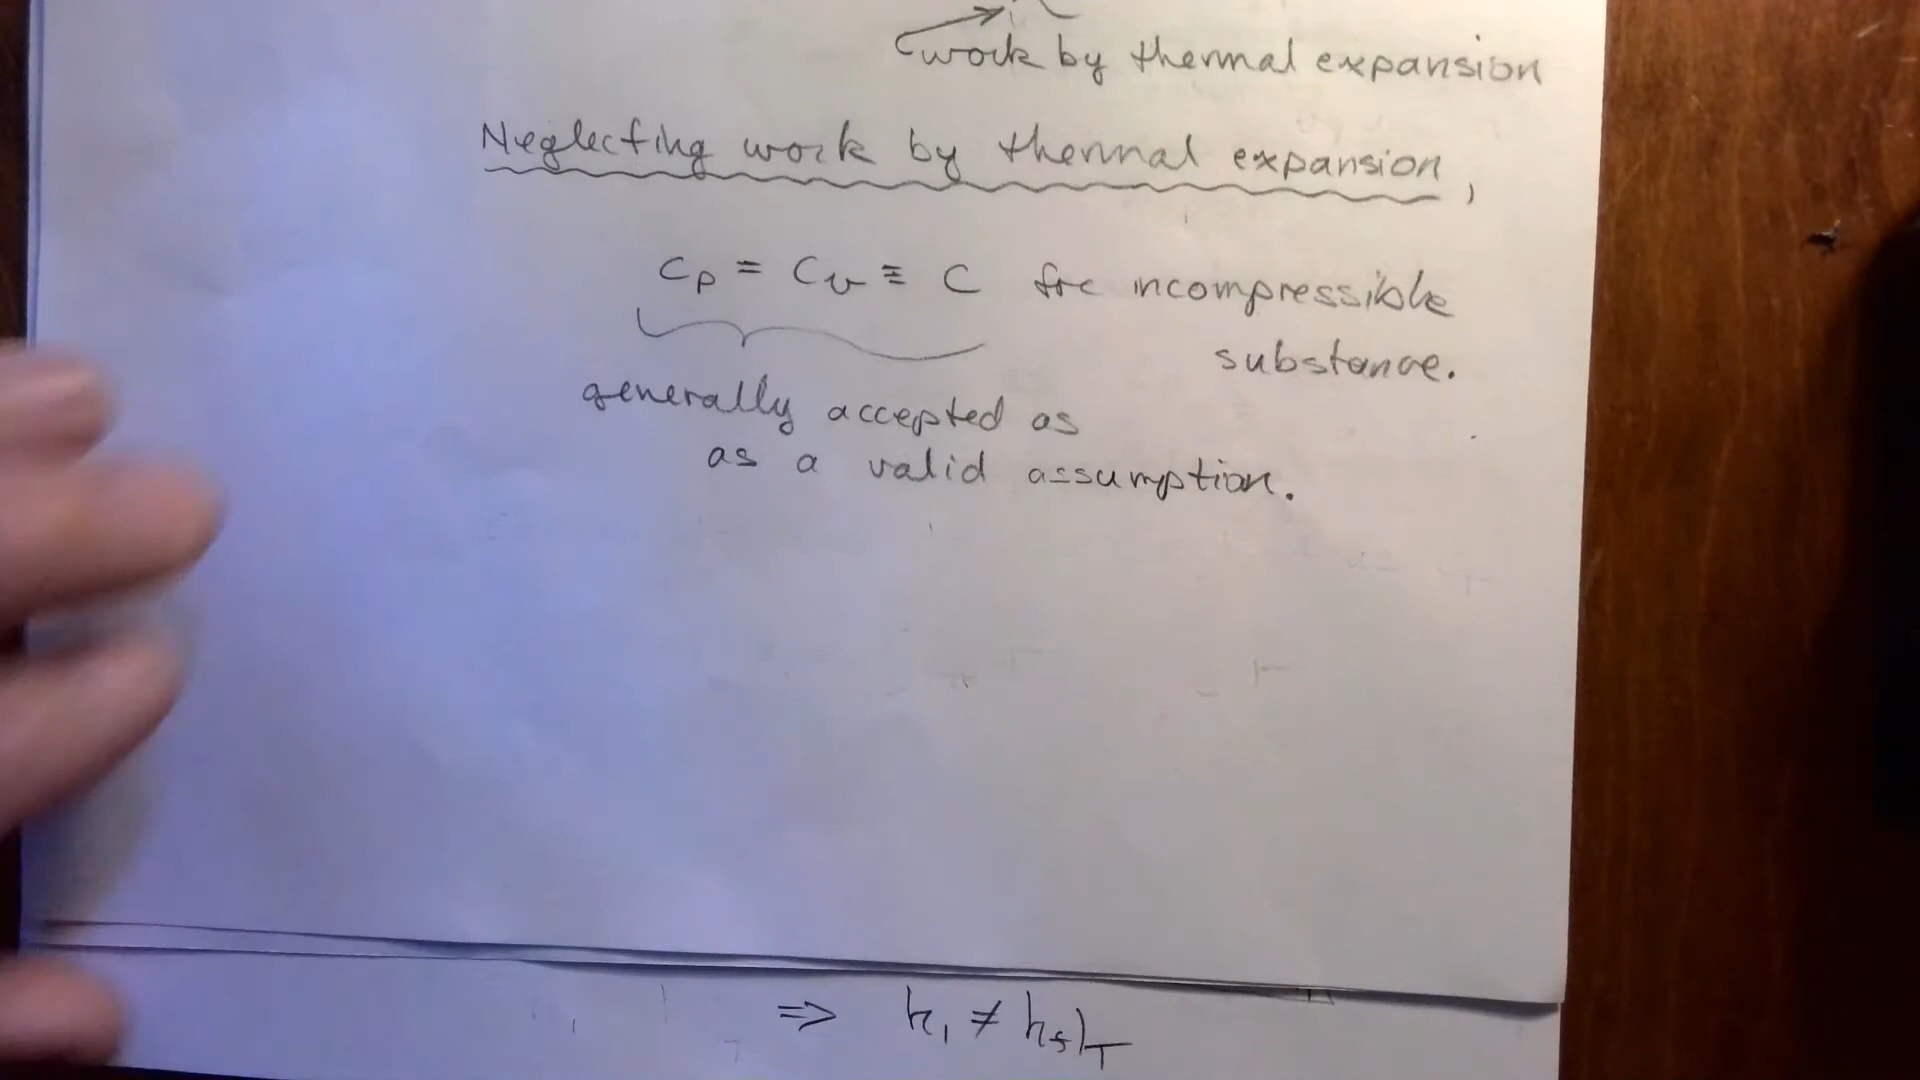 work by thermal expansion
Neglecting work by thermal expansion,
Cp = Cv ≡ C for incompressible
substance.
generally accepted as
as a valid assumption.
⇒ h₁ ≠ hf)T